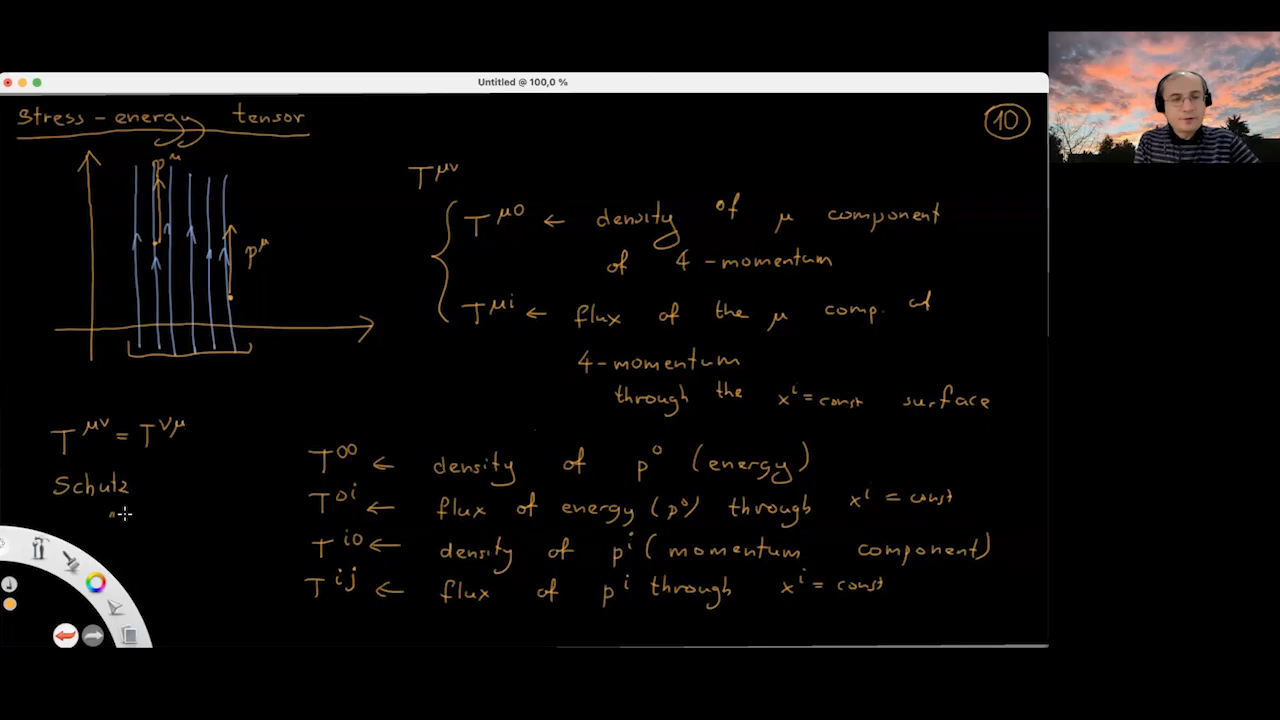 Untitled @ 100,0 %
Stress-energy tensor
10
p^μ
p^μ
T^μν
T^μ0 ← density of μ component
of 4-momentum
T^μi ← flux of the μ comp. of
4-momentum
through the x^i = const surface
T^μν = T^νμ
Schutz
T^00 ← density of p^0 (energy)
T^0i ← flux of energy (p^0) through x^i = const
T^i0 ← density of p^i (momentum component)
T^ij ← flux of p^i through x^i = const